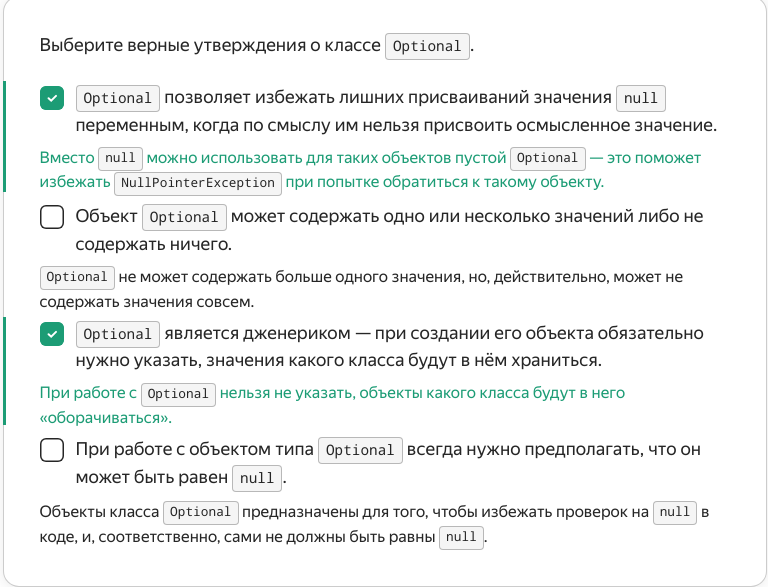 Выберите верные утверждения о классе Optional.
Optional позволяет избежать лишних присваиваний значения null
переменным, когда по смыслу им нельзя присвоить осмысленное значение.
Вместо null можно использовать для таких объектов пустой Optional — это поможет
избежать NullPointerException при попытке обратиться к такому объекту.
Объект Optional может содержать одно или несколько значений либо не
содержать ничего.
Optional не может содержать больше одного значения, но, действительно, может не
содержать значения совсем.
Optional является дженериком — при создании его объекта обязательно
нужно указать, значения какого класса будут в нём храниться.
При работе с Optional нельзя не указать, объекты какого класса будут в него
«оборачиваться».
При работе с объектом типа Optional всегда нужно предполагать, что он
может быть равен null.
Объекты класса Optional предназначены для того, чтобы избежать проверок на null в
коде, и, соответственно, сами не должны быть равны null.